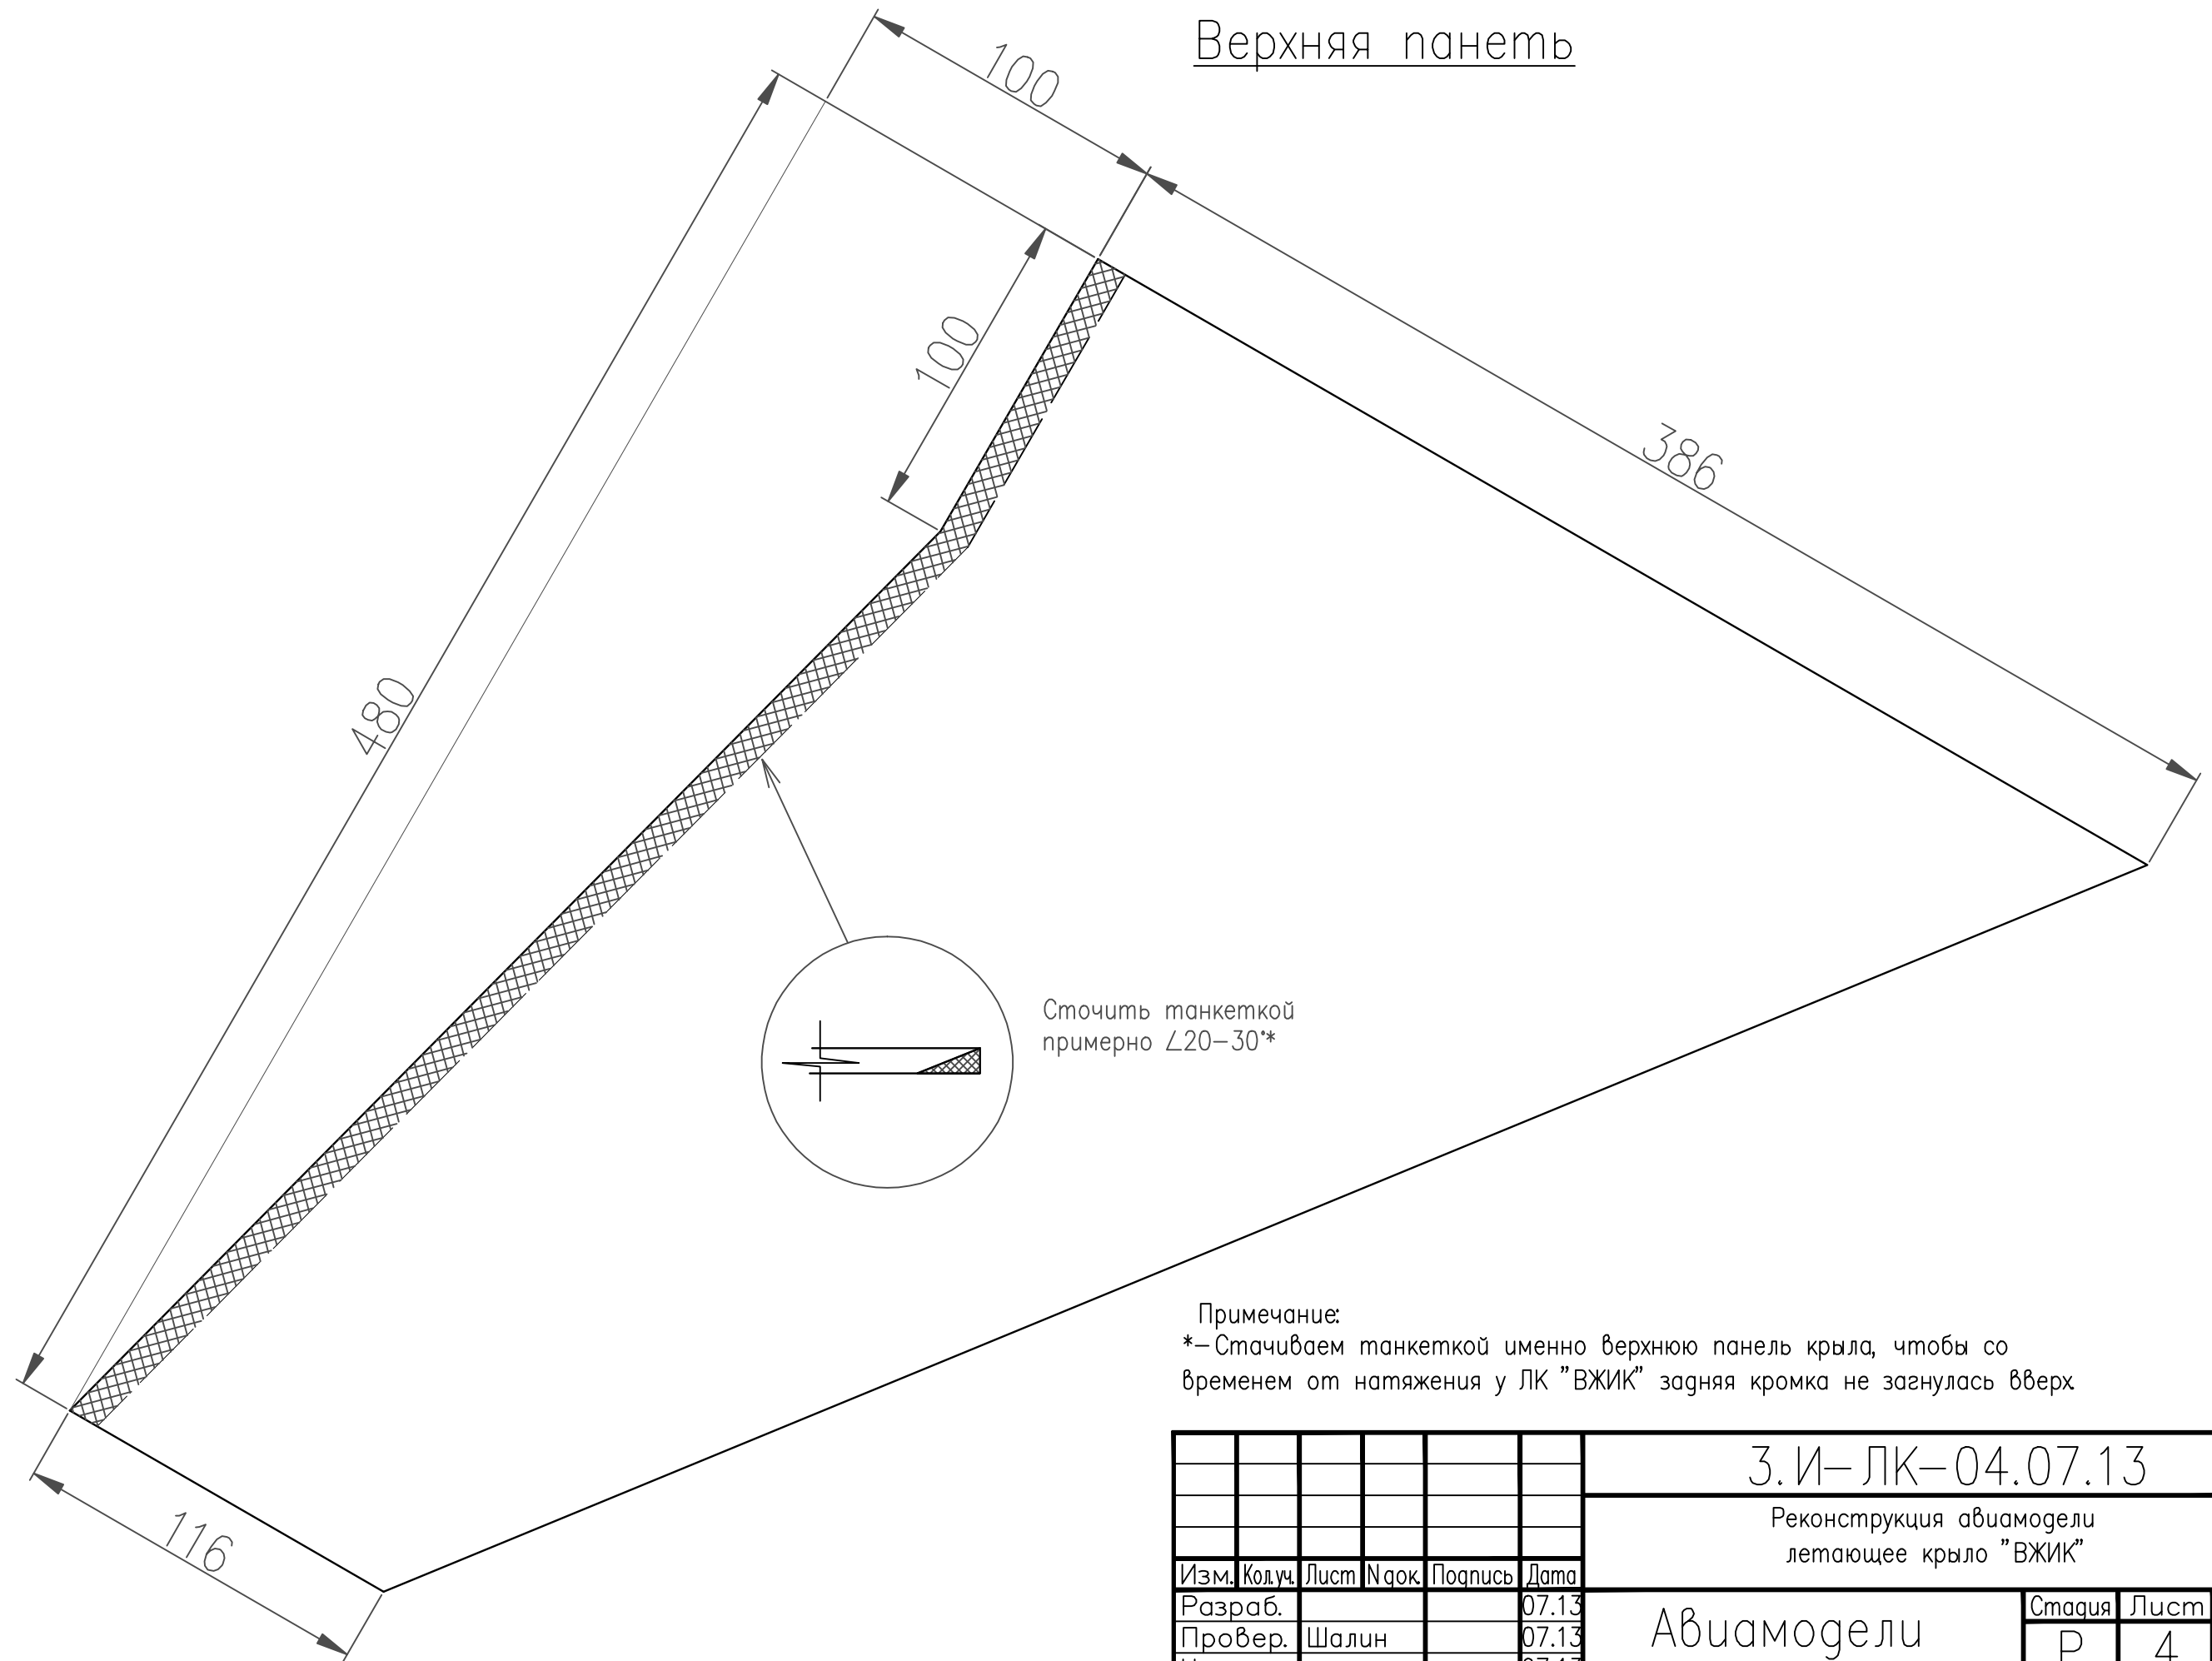 Верхняя панеть
100
100
386
480
Сточить танкеткой
примерно ∠20-30°*
116
Примечание:
*-Стачиваем танкеткой именно верхнюю панель крыла, чтобы со
временем от натяжения у ЛК "ВЖИК" задняя кромка не загнулась вверх.
3.И-ЛК-04.07.13
Реконструкция авиамодели
летающее крыло "ВЖИК"
Изм. Кол.уч. Лист Nдок. Подпись Дата
Разраб. 07.13
Авиамодели
Стадия Лист
Провер. Шалин 07.13
Р 4